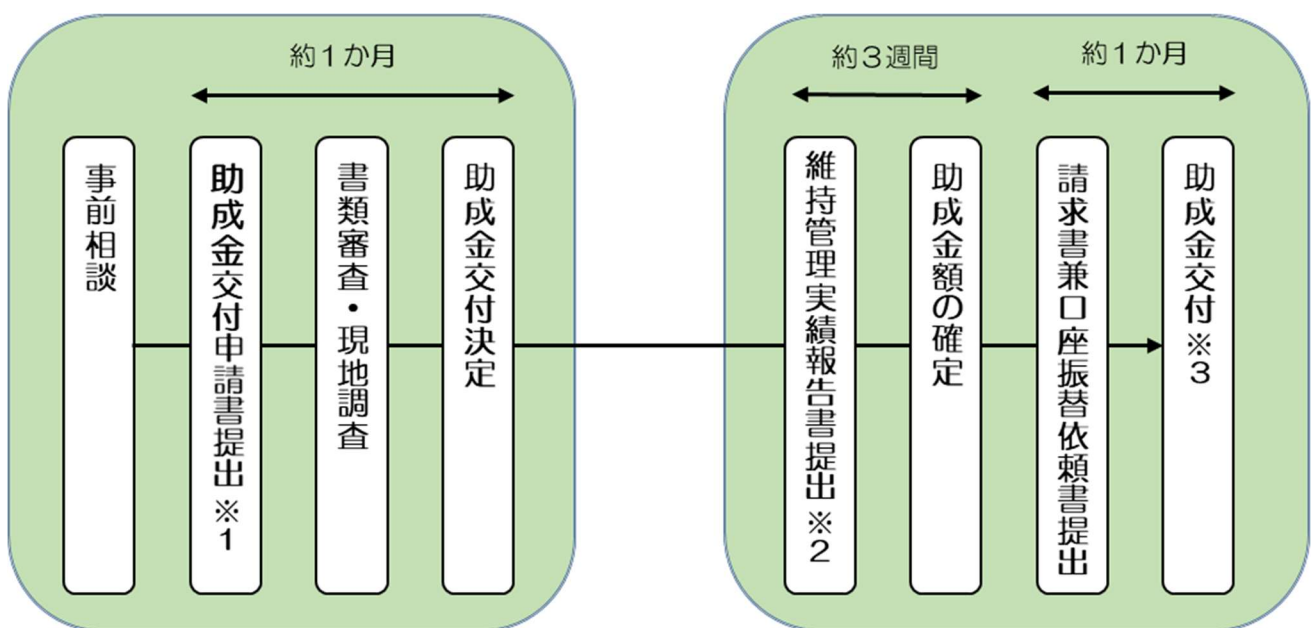 約１か月
事前相談
助成金交付申請書提出※１
書類審査・現地調査
助成金交付決定
約３週間
約１か月
維持管理実績報告書提出※２
助成金額の確定
請求書兼口座振替依頼書提出
助成金交付※３